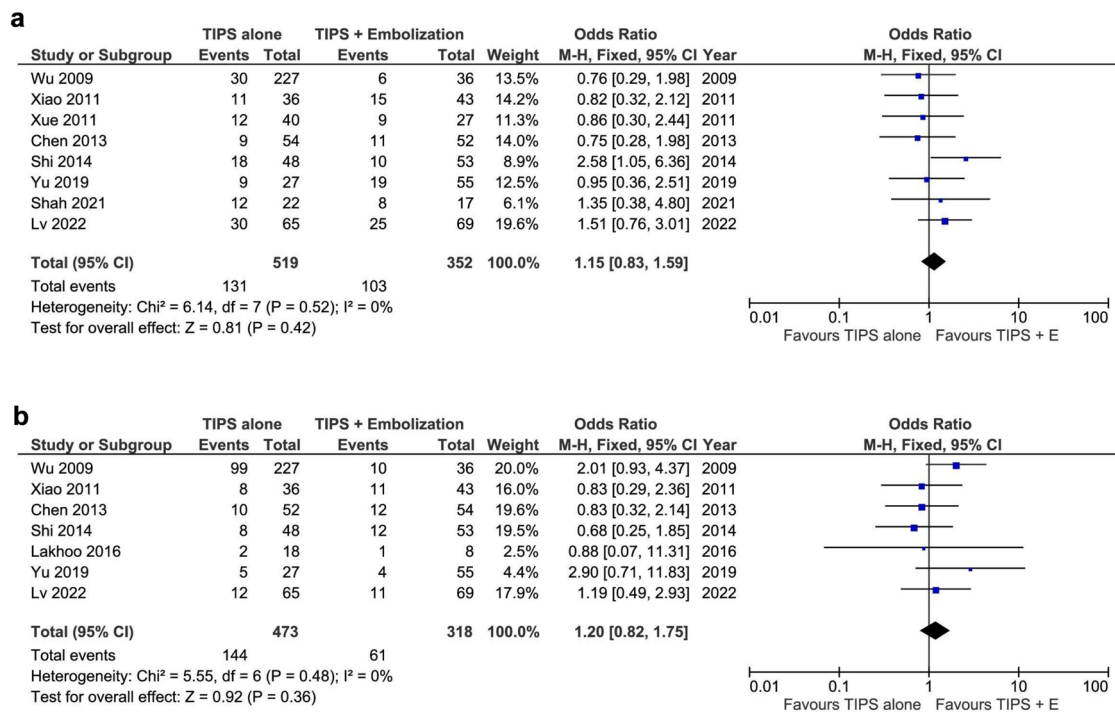 a
TIPS alone TIPS + Embolization Odds Ratio Odds Ratio
Study or Subgroup Events Total Events Total Weight M-H, Fixed, 95% CI Year M-H, Fixed, 95% CI
Wu 2009 30 227 6 36 13.5% 0.76 [0.29, 1.98] 2009
Xiao 2011 11 36 15 43 14.2% 0.82 [0.32, 2.12] 2011
Xue 2011 12 40 9 27 11.3% 0.86 [0.30, 2.44] 2011
Chen 2013 9 54 11 52 14.0% 0.75 [0.28, 1.98] 2013
Shi 2014 18 48 10 53 8.9% 2.58 [1.05, 6.36] 2014
Yu 2019 9 27 19 55 12.5% 0.95 [0.36, 2.51] 2019
Shah 2021 12 22 8 17 6.1% 1.35 [0.38, 4.80] 2021
Lv 2022 30 65 25 69 19.6% 1.51 [0.76, 3.01] 2022
Total (95% CI) 519 352 100.0% 1.15 [0.83, 1.59]
Total events 131 103
Heterogeneity: Chi² = 6.14, df = 7 (P = 0.52); I² = 0%
Test for overall effect: Z = 0.81 (P = 0.42)
0.01 0.1 1 10 100
Favours TIPS alone Favours TIPS + E
b
TIPS alone TIPS + Embolization Odds Ratio Odds Ratio
Study or Subgroup Events Total Events Total Weight M-H, Fixed, 95% CI Year M-H, Fixed, 95% CI
Wu 2009 99 227 10 36 20.0% 2.01 [0.93, 4.37] 2009
Xiao 2011 8 36 11 43 16.0% 0.83 [0.29, 2.36] 2011
Chen 2013 10 52 12 54 19.6% 0.83 [0.32, 2.14] 2013
Shi 2014 8 48 12 53 19.5% 0.68 [0.25, 1.85] 2014
Lakhoo 2016 2 18 1 8 2.5% 0.88 [0.07, 11.31] 2016
Yu 2019 5 27 4 55 4.4% 2.90 [0.71, 11.83] 2019
Lv 2022 12 65 11 69 17.9% 1.19 [0.49, 2.93] 2022
Total (95% CI) 473 318 100.0% 1.20 [0.82, 1.75]
Total events 144 61
Heterogeneity: Chi² = 5.55, df = 6 (P = 0.48); I² = 0%
Test for overall effect: Z = 0.92 (P = 0.36)
0.01 0.1 1 10 100
Favours TIPS alone Favours TIPS + E